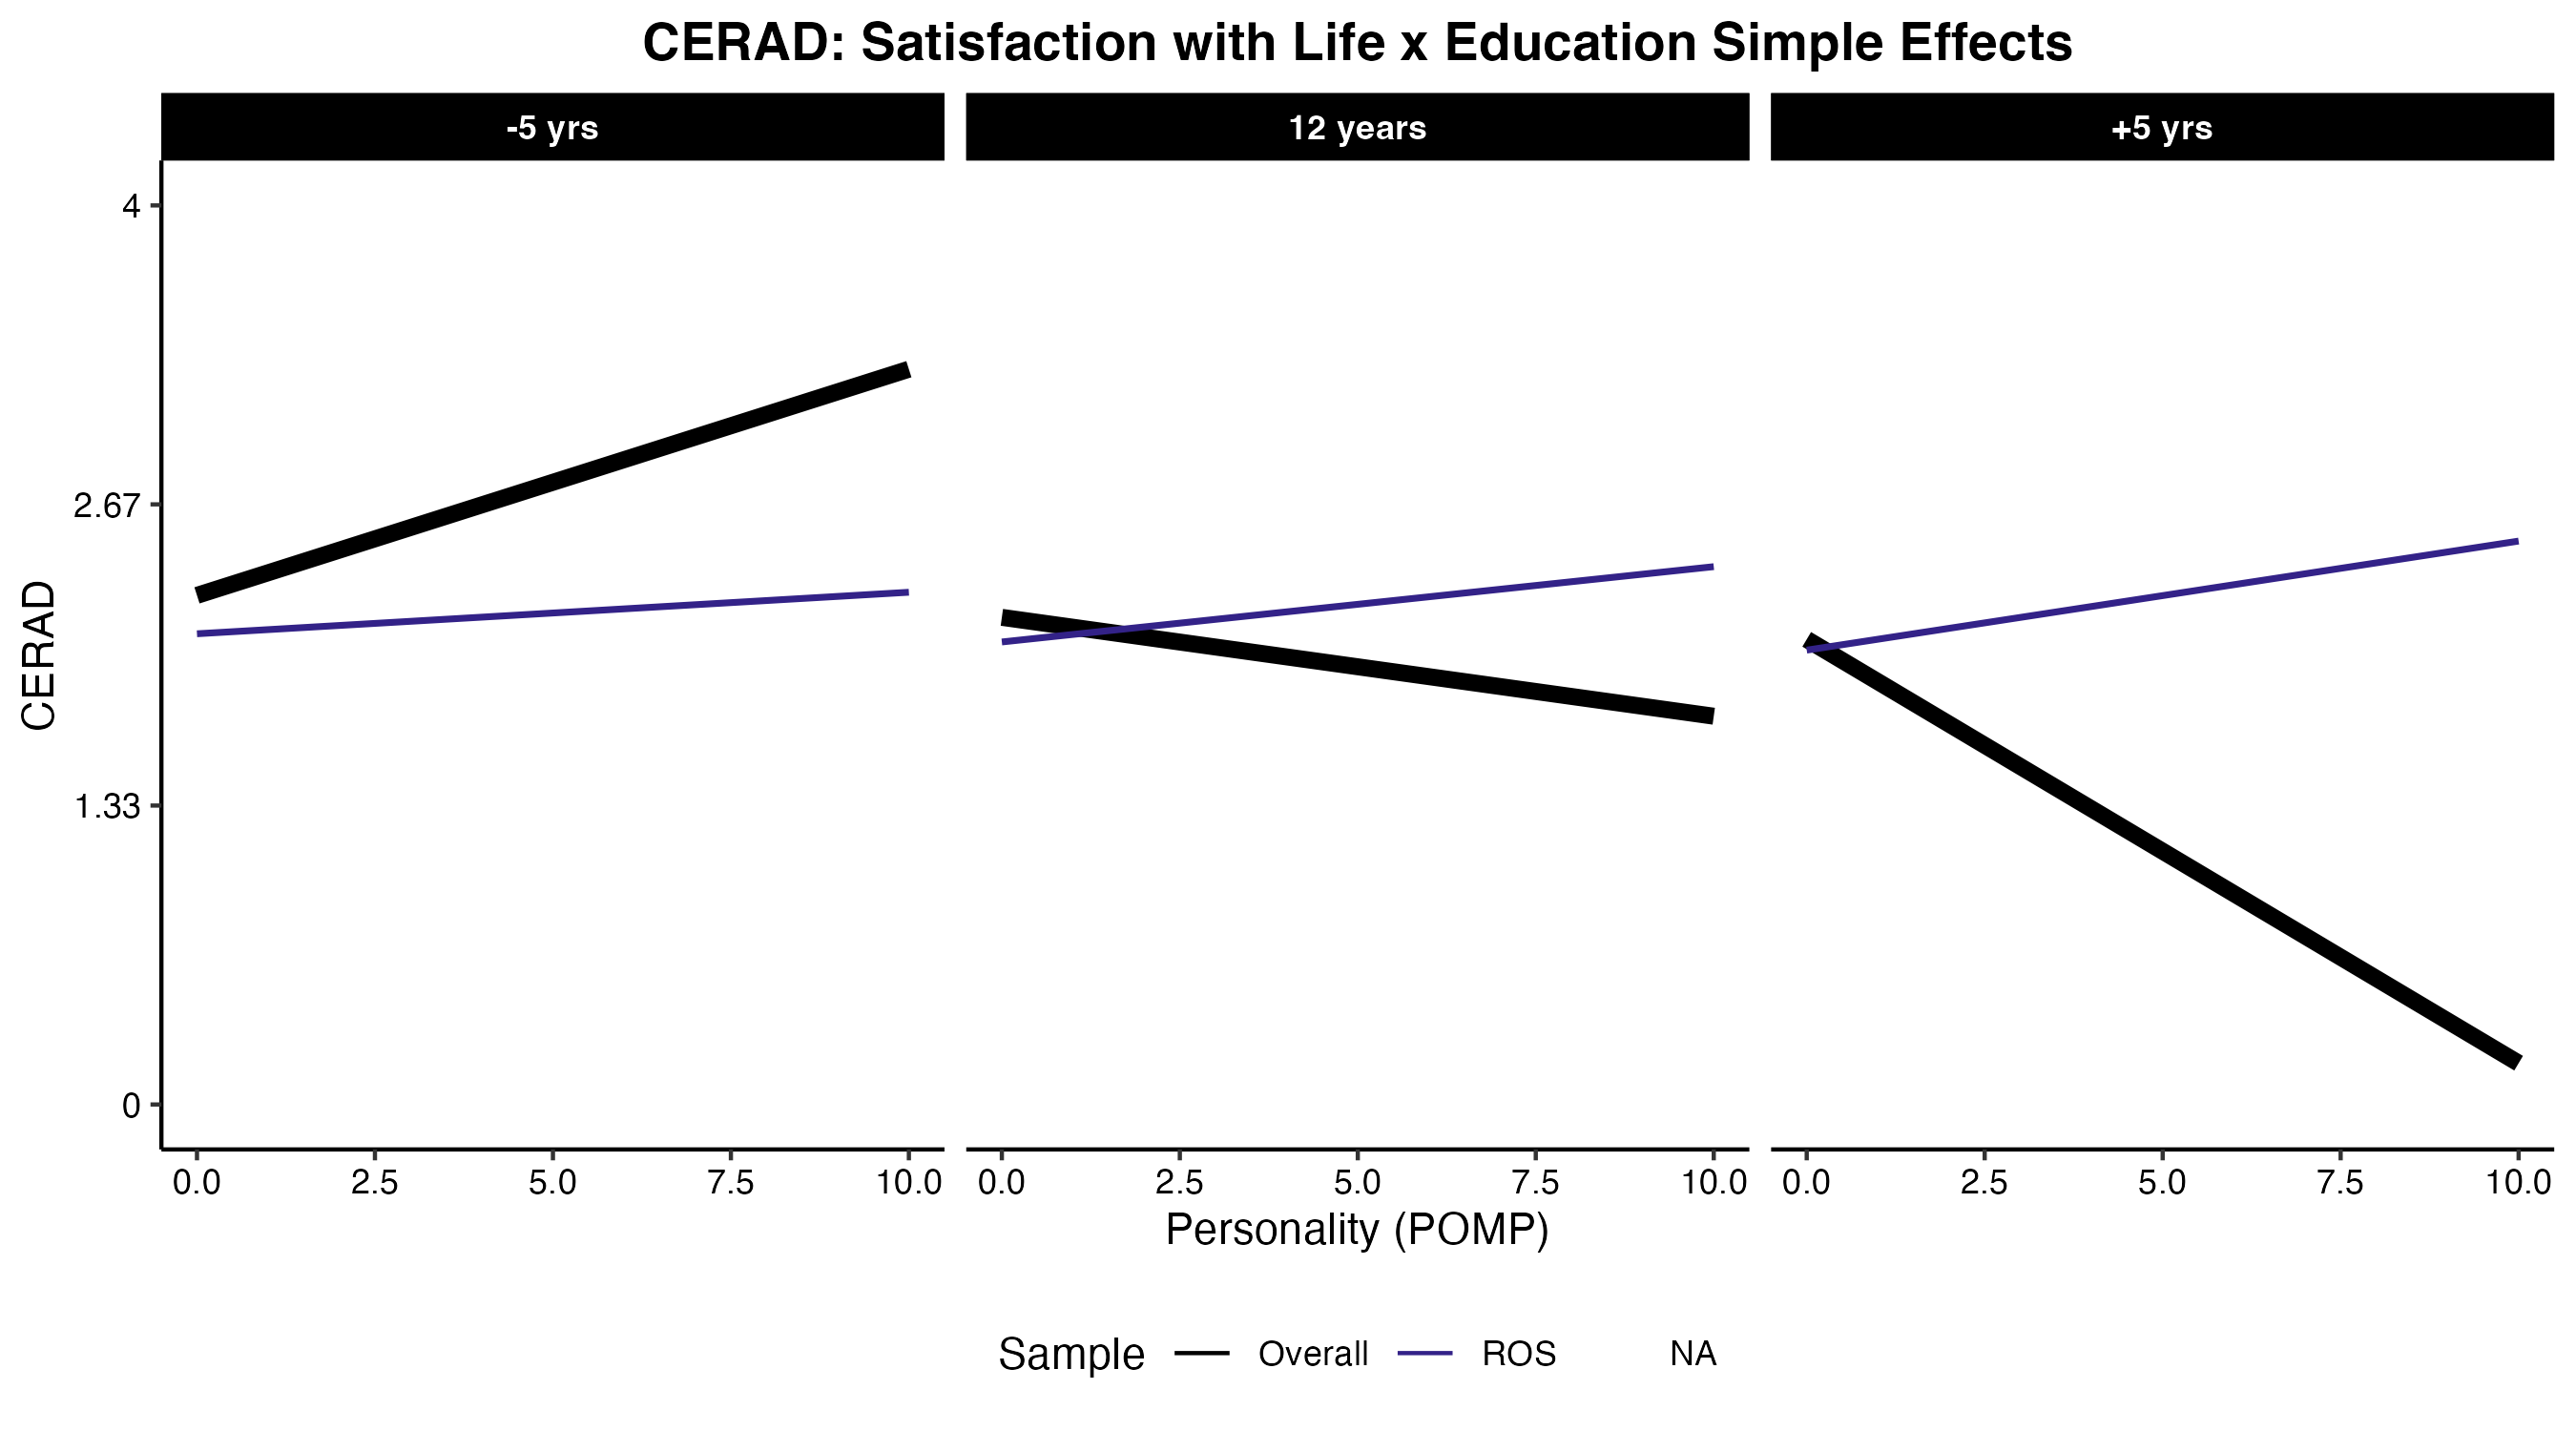 CERAD: Satisfaction with Life x Education Simple Effects
-5 yrs
12 years
+5 yrs
4
2.67
1.33
0
CERAD
0.0 2.5 5.0 7.5 10.0
0.0 2.5 5.0 7.5 10.0
0.0 2.5 5.0 7.5 10.0
Personality (POMP)
Sample Overall ROS NA